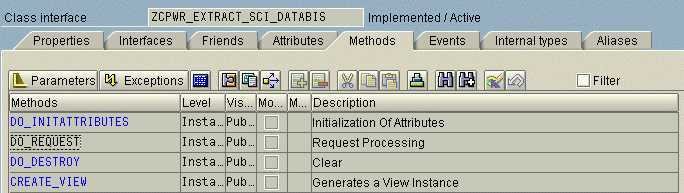 Class interface ZCPWR_EXTRACT_SCI_DATABIS Implemented / Active
Properties Interfaces Friends Attributes Methods Events Internal types Aliases
Parameters Exceptions Filter
Methods Level Vis... Mo... M... Description
DO_INITATTRIBUTES Insta... Pub... Initialization Of Attributes
DO_REQUEST Insta... Pub... Request Processing
DO_DESTROY Insta... Pub... Clear
CREATE_VIEW Insta... Pub... Generates a View Instance